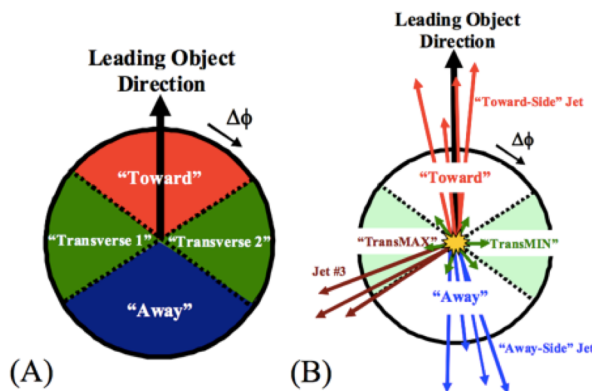 Leading Object
Direction
Δϕ
“Toward”
“Transverse 1”
“Transverse 2”
“Away”
(A)
Leading Object
Direction
“Toward-Side” Jet
Δϕ
“Toward”
“TransMAX”
“TransMIN”
Jet #3
“Away”
“Away-Side” Jet
(B)